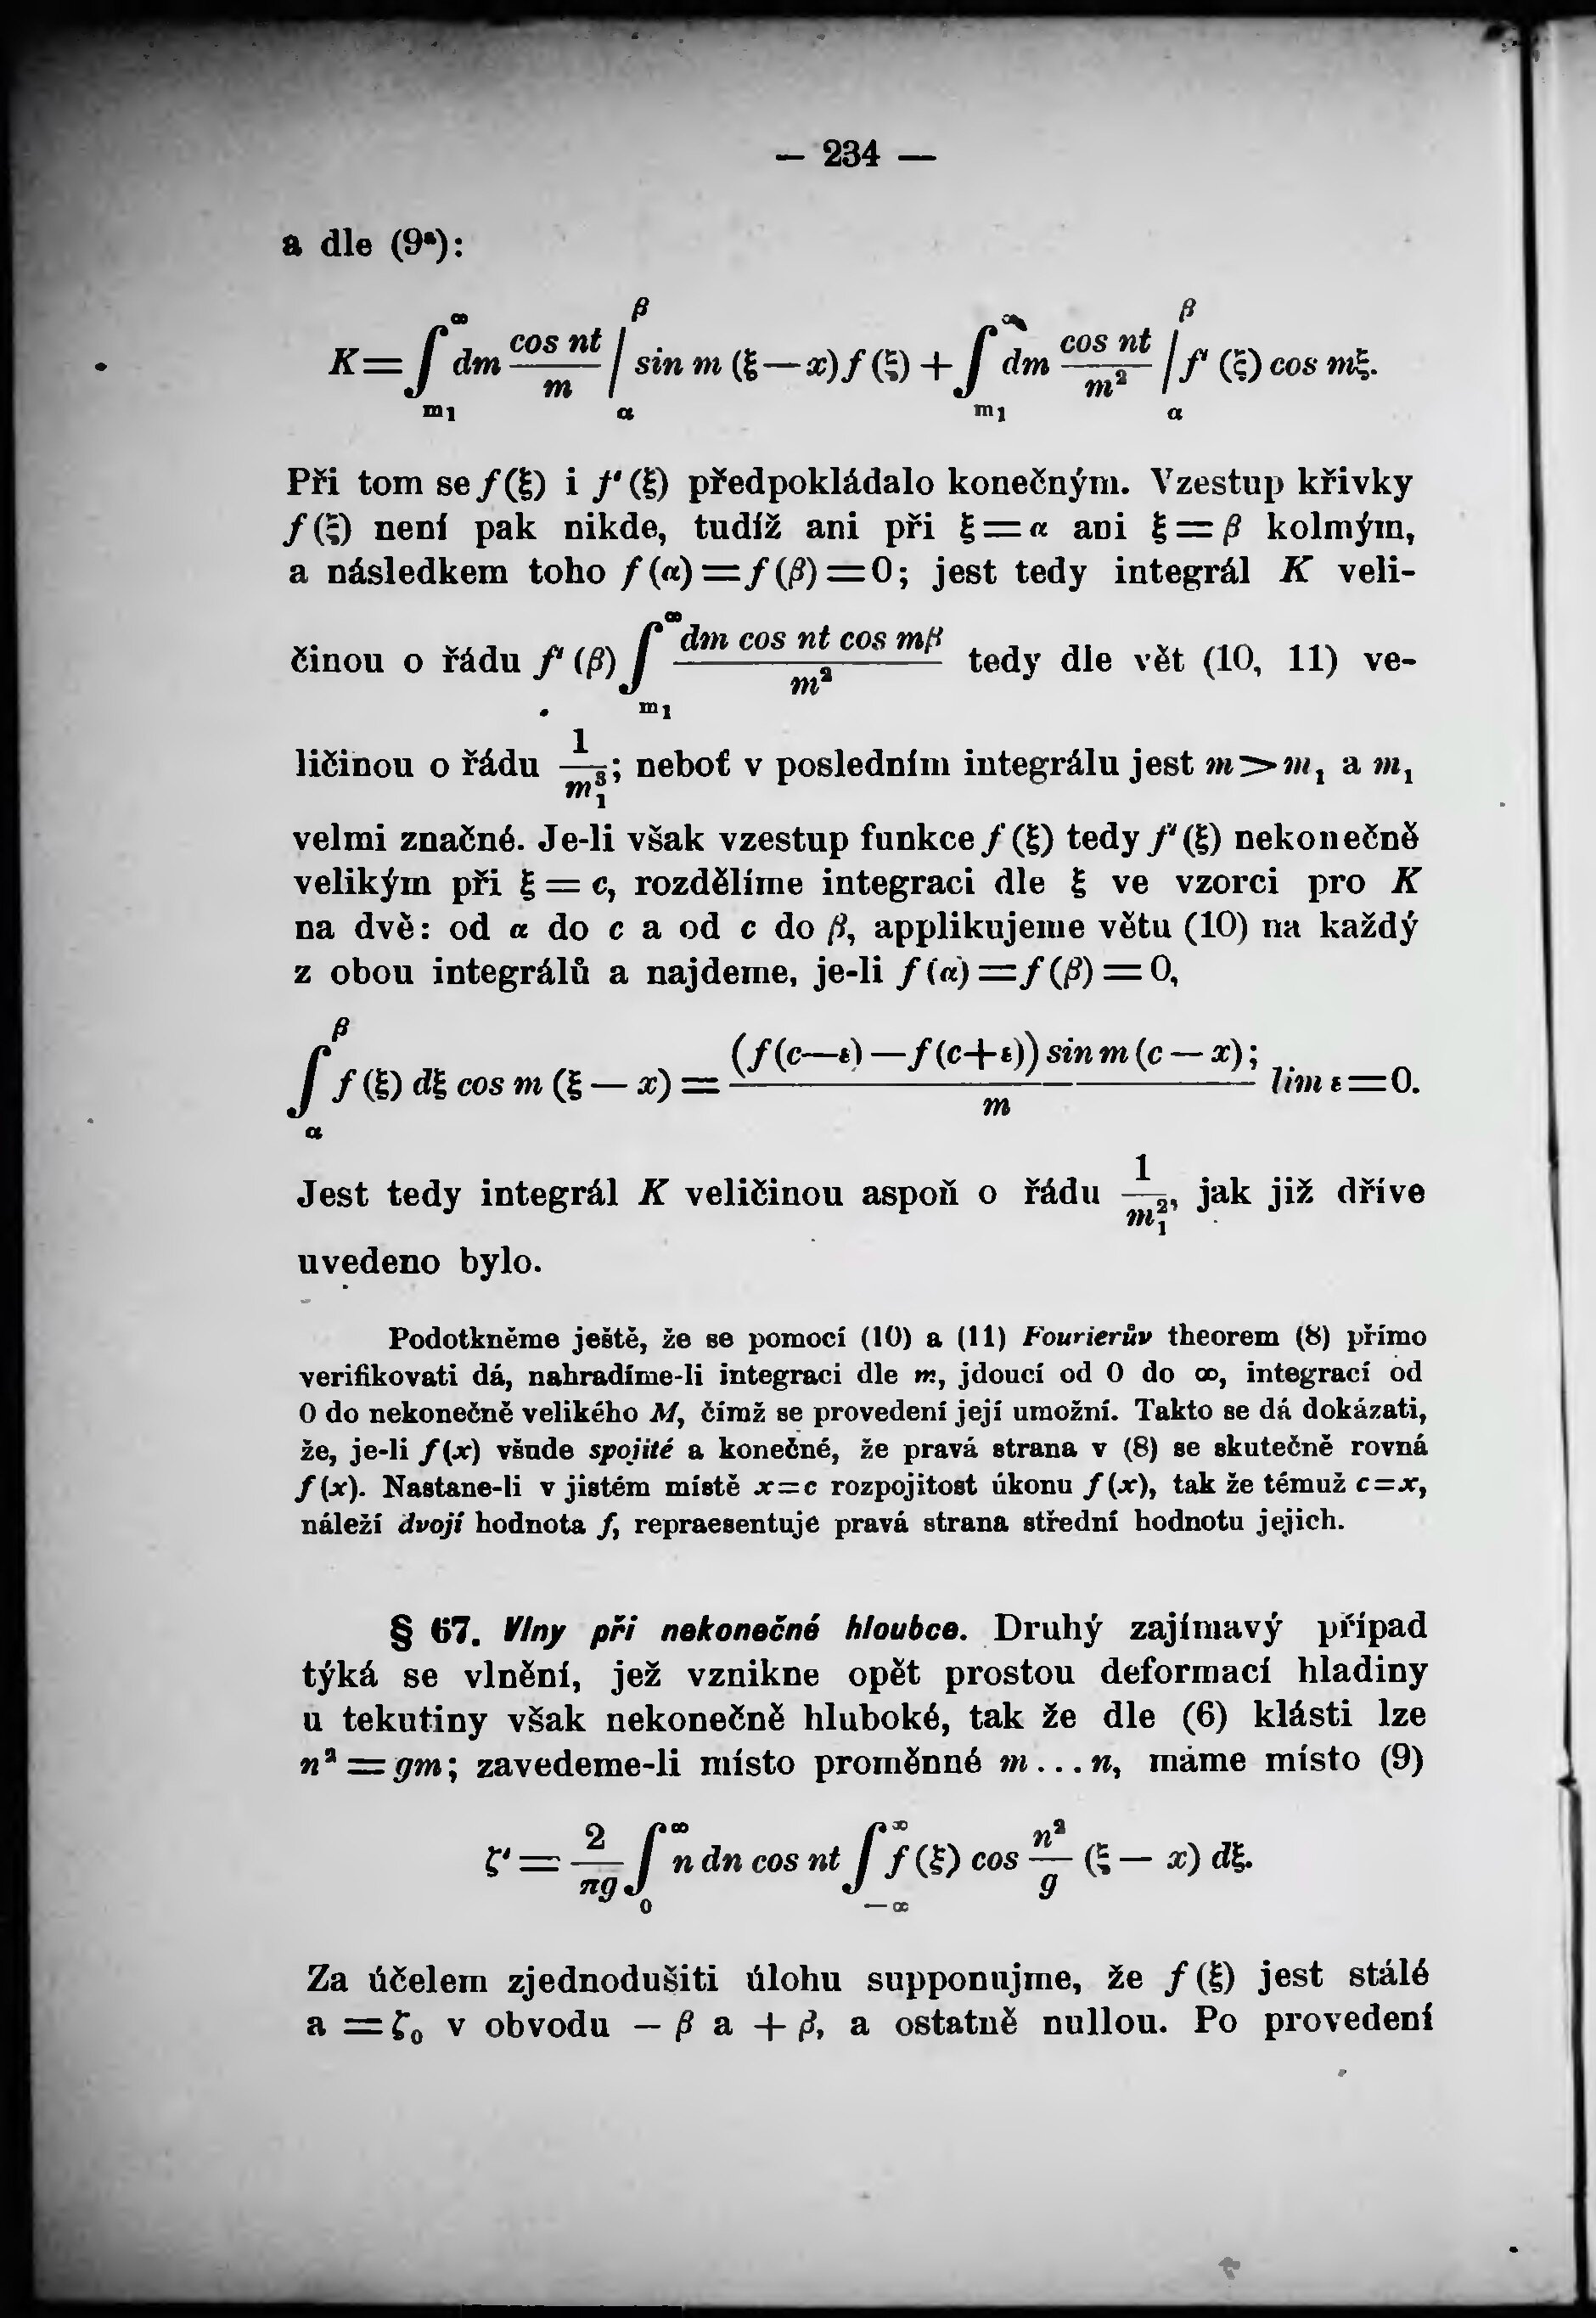 — 234 —
a dle (9ª):
K = ∫_{m₁}^{∞} dm (cos nt / m) |_{α}^{β} sin m (ξ — x) f (ξ) + ∫_{m₁}^{∞} dm (cos nt / m²) |_{α}^{β} f' (ξ) cos mξ.
Při tom se f (ξ) i f' (ξ) předpokládalo konečným. Vzestup křivky
f (ξ) není pak nikde, tudíž ani při ξ = α ani ξ = β kolmým,
a následkem toho f (α) = f (β) = 0; jest tedy integrál K veli-
činou o řádu f' (β) ∫_{m₁}^{∞} (dm cos nt cos mβ / m²) tedy dle vět (10, 11) ve-
ličinou o řádu 1/m₁³; neboť v posledním integrálu jest m > m₁ a m₁
velmi značné. Je-li však vzestup funkce f (ξ) tedy f' (ξ) nekonečně
velikým při ξ = c, rozdělíme integraci dle ξ ve vzorci pro K
na dvě: od α do c a od c do β, applikujeme větu (10) na každý
z obou integrálů a najdeme, je-li f (α) = f (β) = 0,
∫_{α}^{β} f (ξ) dξ cos m (ξ — x) = (f (c—ε) — f (c+ε)) sin m (c — x); / m lim ε = 0.
Jest tedy integrál K veličinou aspoň o řádu 1/m₁², jak již dříve
uvedeno bylo.
Podotkněme ještě, že se pomocí (10) a (11) Fourierův theorem (8) přímo
verifikovati dá, nahradíme-li integraci dle m, jdoucí od 0 do ∞, integrací od
0 do nekonečně velikého M, čímž se provedení její umožní. Takto se dá dokázati,
že, je-li f (x) všude spojité a konečné, že pravá strana v (8) se skutečně rovná
f (x). Nastane-li v jistém místě x = c rozpojitost úkonu f (x), tak že témuž c = x,
náleží dvojí hodnota f, repraesentuje pravá strana střední hodnotu jejich.
§ 67. Vlny při nekonečné hloubce. Druhý zajímavý případ
týká se vlnění, jež vznikne opět prostou deformací hladiny
u tekutiny však nekonečně hluboké, tak že dle (6) klásti lze
n² = gm; zavedeme-li místo proměnné m . . . n, máme místo (9)
ζ' = (2 / πg) ∫_{0}^{∞} n dn cos nt ∫_{—∞}^{∞} f (ξ) cos (n² / g) (ξ — x) dξ.
Za účelem zjednodušiti úlohu supponujme, že f (ξ) jest stálé
a = ζ₀ v obvodu — β a + β, a ostatně nullou. Po provedení